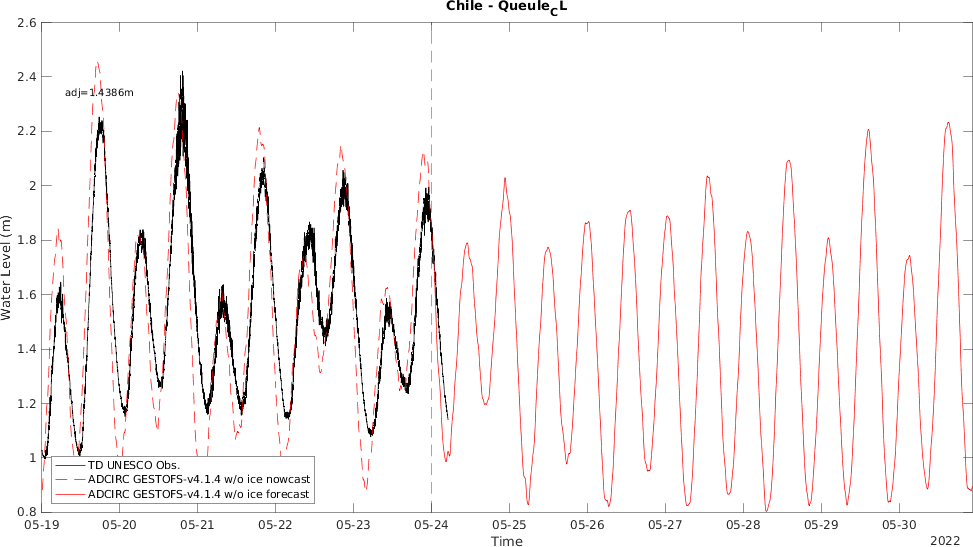 Chile - Queule_CL
2.6
2.4
adj=1.4386m
2.2
2
1.8
1.6
1.4
1.2
1
0.8
Water Level (m)
TD UNESCO Obs.
ADCIRC GESTOFS-v4.1.4 w/o ice nowcast
ADCIRC GESTOFS-v4.1.4 w/o ice forecast
05-19 05-20 05-21 05-22 05-23 05-24 05-25 05-26 05-27 05-28 05-29 05-30
Time
2022